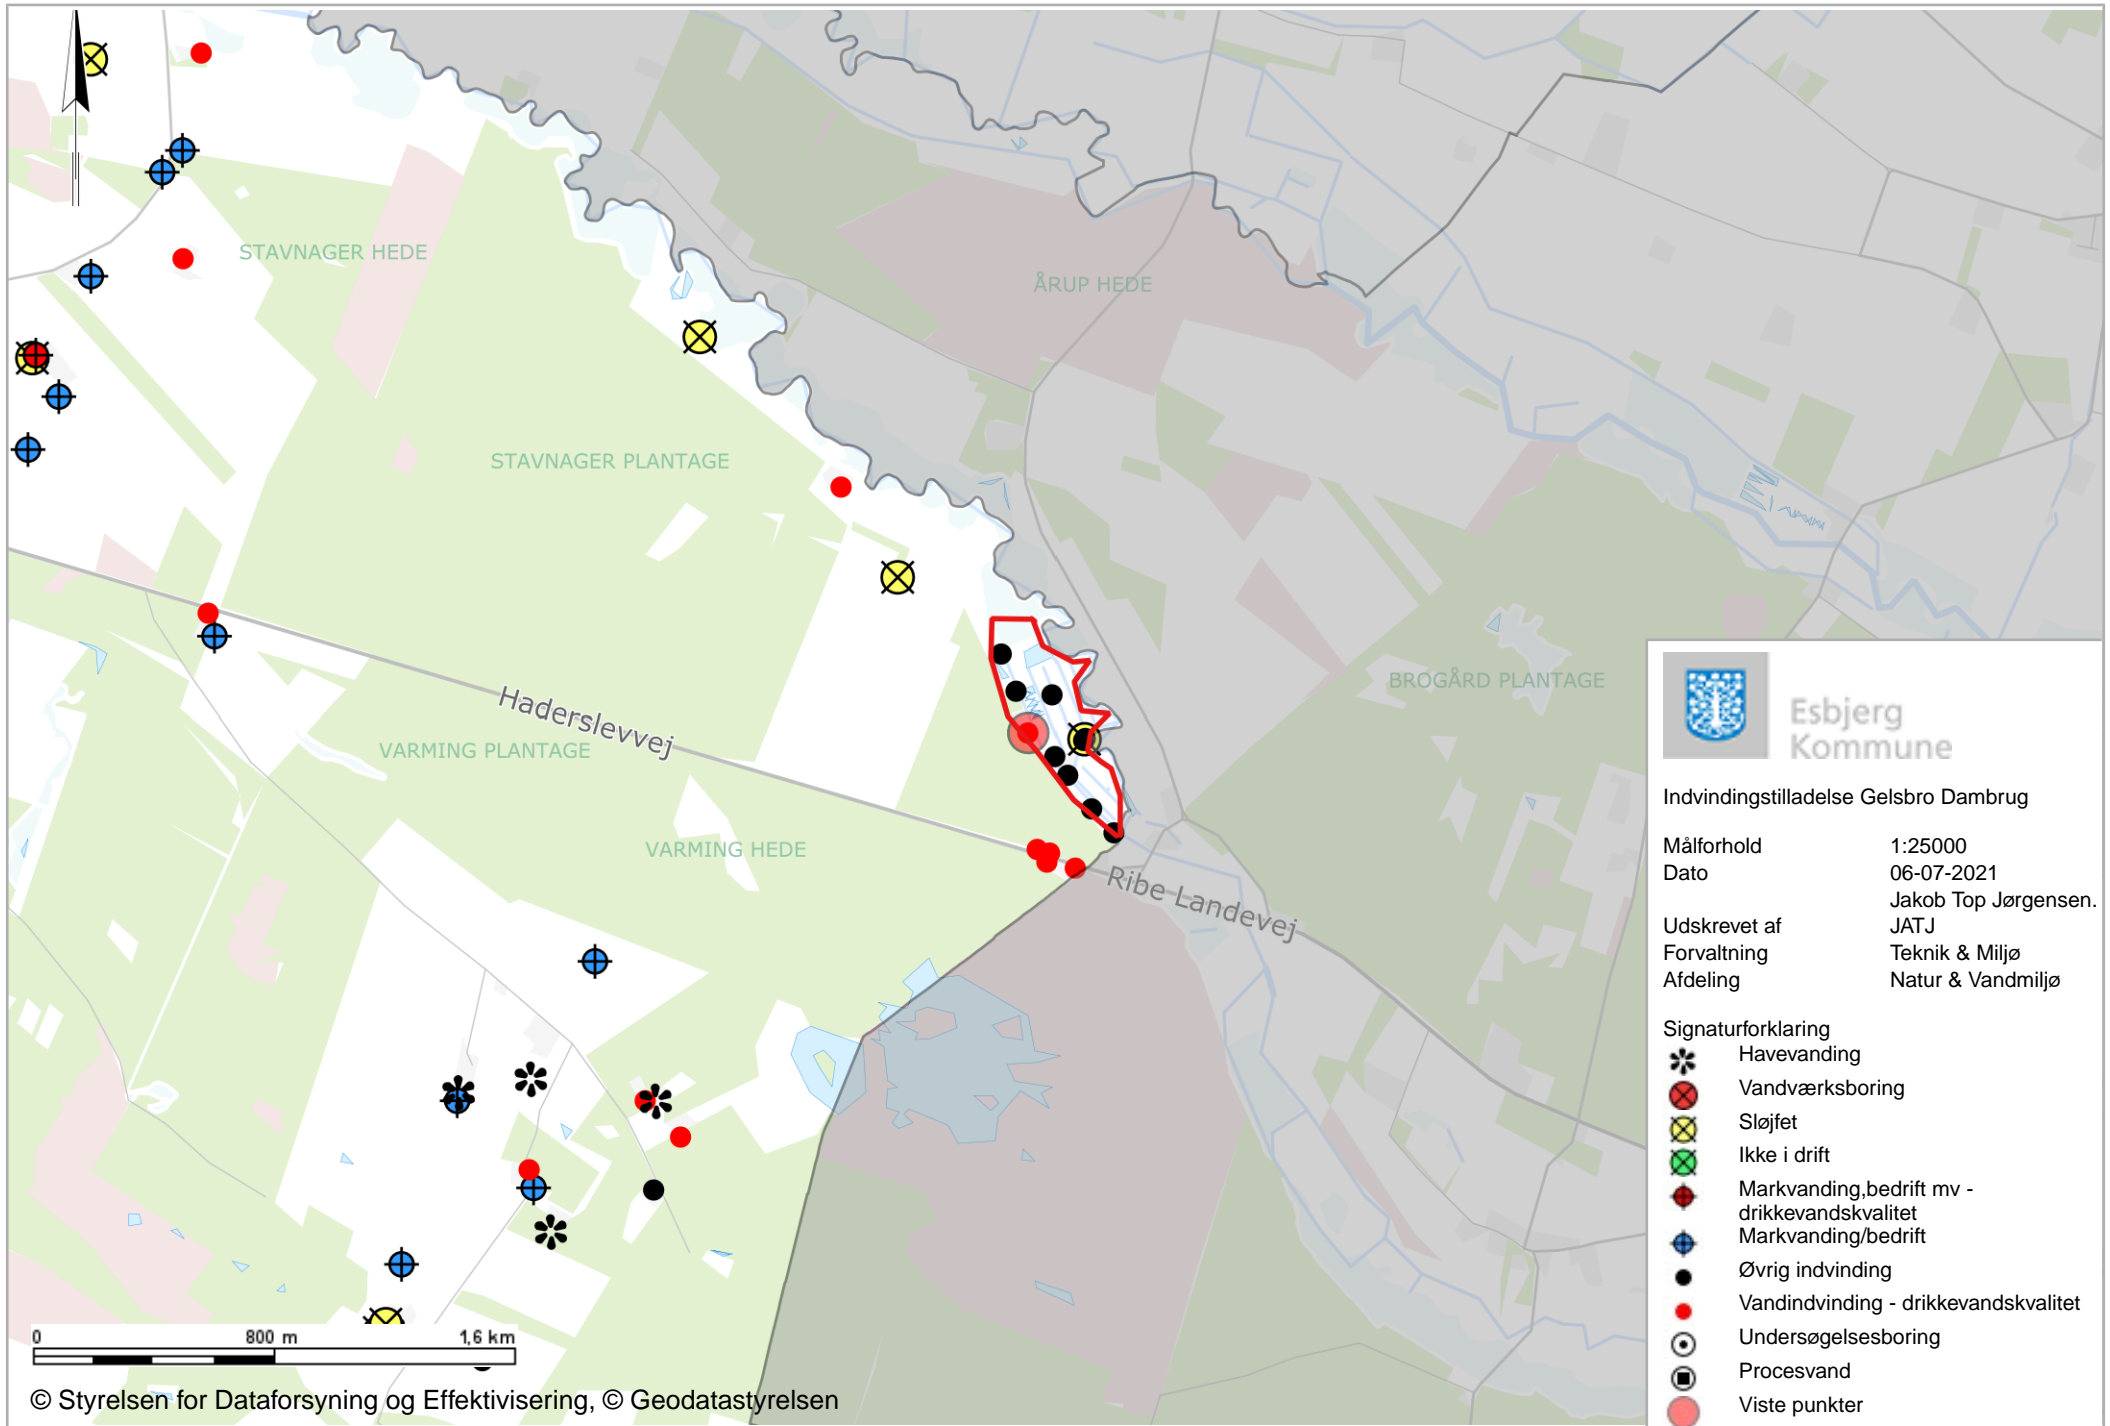 STAVNAGER HEDE
ÅRUP HEDE
STAVNAGER PLANTAGE
BROGÅRD PLANTAGE
Haderslevvej
VARMING PLANTAGE
VARMING HEDE
Ribe Landevej
Esbjerg
Kommune
Indvindingstilladelse Gelsbro Dambrug
Målforhold 1:25000
Dato 06-07-2021
Jakob Top Jørgensen.
Udskrevet af JATJ
Forvaltning Teknik & Miljø
Afdeling Natur & Vandmiljø
Signaturforklaring
Havevanding
Vandværksboring
Sløjfet
Ikke i drift
Markvanding,bedrift mv -
drikkevandskvalitet
Markvanding/bedrift
Øvrig indvinding
Vandindvinding - drikkevandskvalitet
Undersøgelsesboring
Procesvand
Viste punkter
0 800 m 1,6 km
© Styrelsen for Dataforsyning og Effektivisering, © Geodatastyrelsen